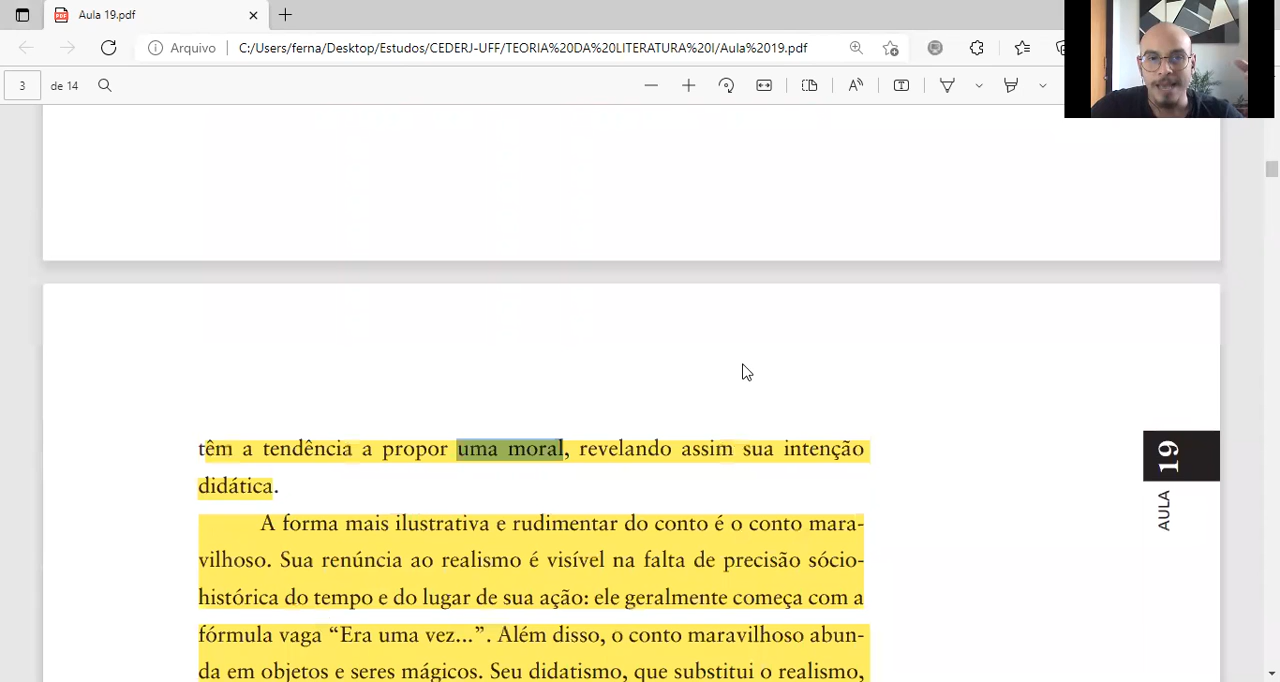 Aula 19.pdf
Arquivo
C:/Users/ferna/Desktop/Estudos/CEDERJ-UFF/TEORIA%20DA%20LITERATURA%20I/Aula%2019.pdf
3 de 14
têm a tendência a propor uma moral, revelando assim sua intenção
didática.
A forma mais ilustrativa e rudimentar do conto é o conto mara-
vilhoso. Sua renúncia ao realismo é visível na falta de precisão sócio-
histórica do tempo e do lugar de sua ação: ele geralmente começa com a
fórmula vaga “Era uma vez...”. Além disso, o conto maravilhoso abun-
da em objetos e seres mágicos. Seu didatismo, que substitui o realismo,
AULA 19